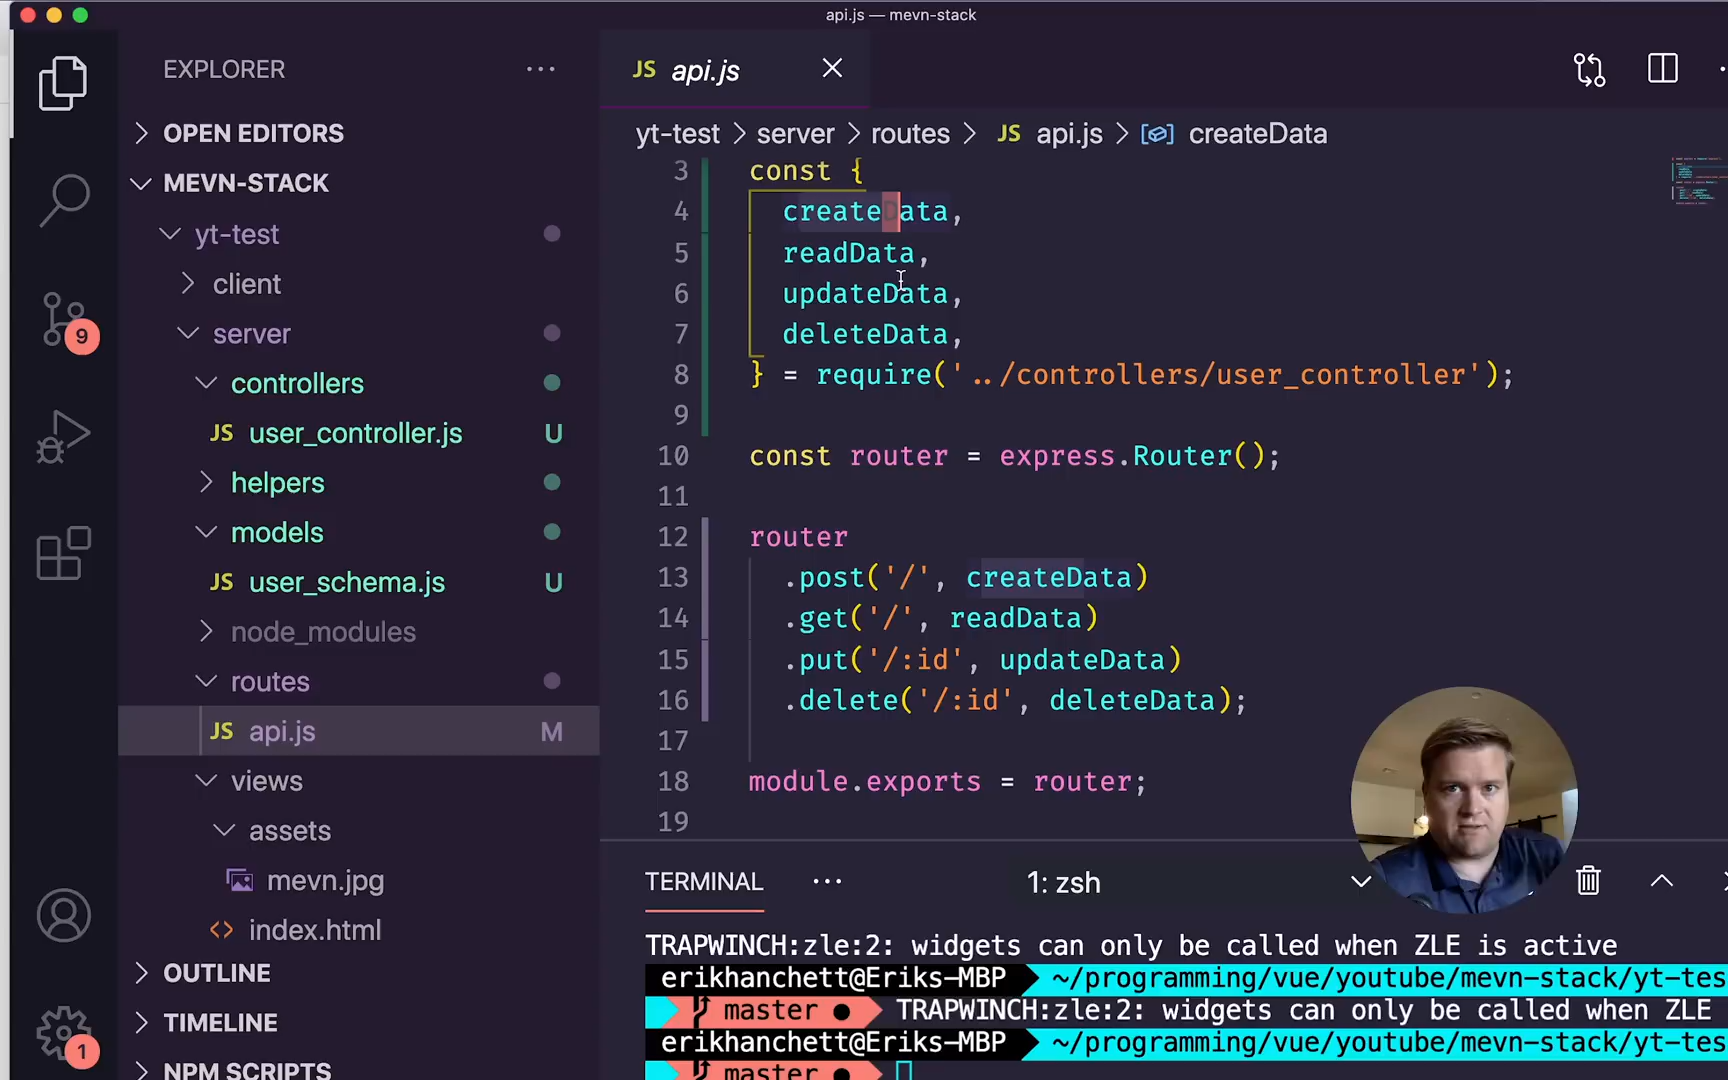 api.js — mevn-stack
EXPLORER
OPEN EDITORS
MEVN-STACK
yt-test
client
server
controllers
JS user_controller.js U
helpers
models
JS user_schema.js U
node_modules
routes
JS api.js M
views
assets
mevn.jpg
<> index.html
OUTLINE
TIMELINE
NPM SCRIPTS
9
1
JS api.js
yt-test > server > routes > JS api.js > createData
3 const {
4 createData,
5 readData,
6 updateData,
7 deleteData,
8 } = require('../controllers/user_controller');
9
10 const router = express.Router();
11
12 router
13 .post('/', createData)
14 .get('/', readData)
15 .put('/:id', updateData)
16 .delete('/:id', deleteData);
17
18 module.exports = router;
19
TERMINAL ··· 1: zsh
TRAPWINCH:zle:2: widgets can only be called when ZLE is active
erikhanchett@Eriks-MBP ~/programming/vue/youtube/mevn-stack/yt-tes
master ● TRAPWINCH:zle:2: widgets can only be called when ZLE
erikhanchett@Eriks-MBP ~/programming/vue/youtube/mevn-stack/yt-tes
master ●